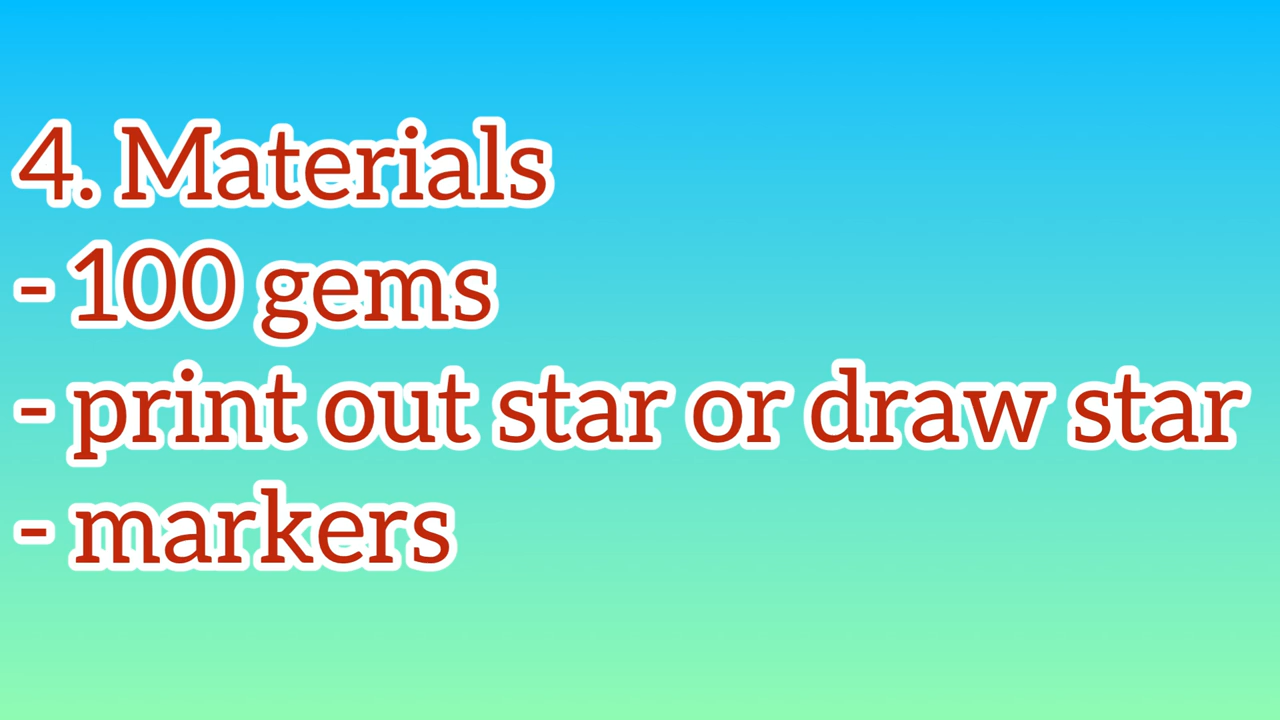 4. Materials
- 100 gems
- print out star or draw star
- markers